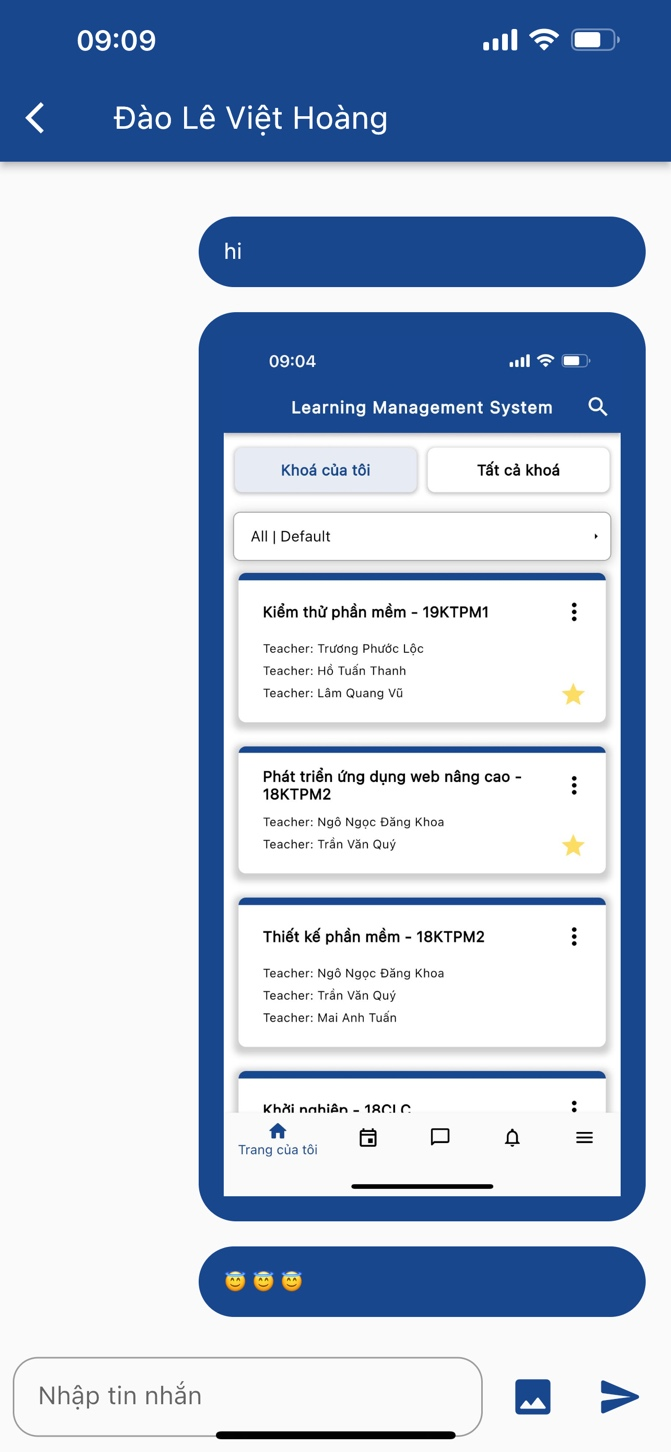 09:09
Đào Lê Việt Hoàng
hi
09:04
Learning Management System
Khoá của tôi
Tất cả khoá
All | Default
Kiểm thử phần mềm - 19KTPM1
Teacher: Trương Phước Lộc
Teacher: Hồ Tuấn Thanh
Teacher: Lâm Quang Vũ
Phát triển ứng dụng web nâng cao -
18KTPM2
Teacher: Ngô Ngọc Đăng Khoa
Teacher: Trần Văn Quý
Thiết kế phần mềm - 18KTPM2
Teacher: Ngô Ngọc Đăng Khoa
Teacher: Trần Văn Quý
Teacher: Mai Anh Tuấn
Khởi nghiệp - 18CLC
Trang của tôi
😇 😇 😇
Nhập tin nhắn